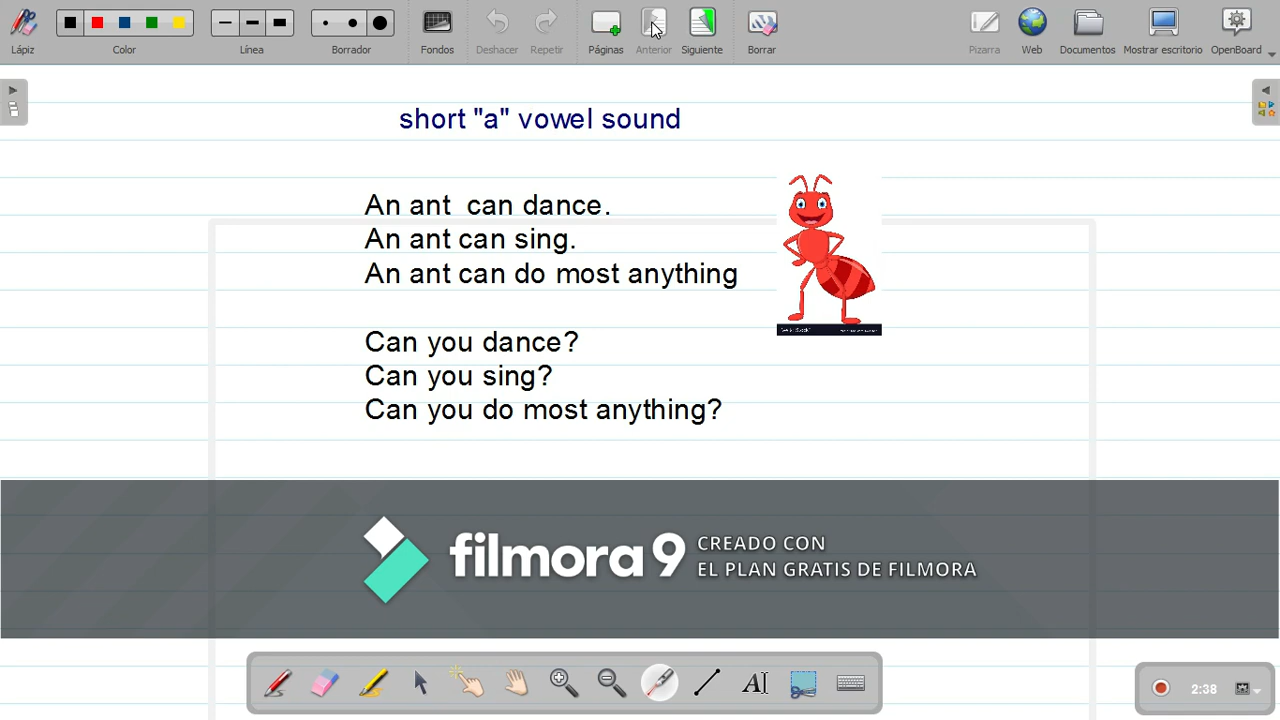 Lápiz Color Línea Borrador Fondos Deshacer Repetir Páginas Anterior Siguiente Borrar Pizarra Web Documentos Mostrar escritorio OpenBoard
short "a" vowel sound
An ant can dance.
An ant can sing.
An ant can do most anything
Can you dance?
Can you sing?
Can you do most anything?
filmora 9
CREADO CON
EL PLAN GRATIS DE FILMORA
2:38